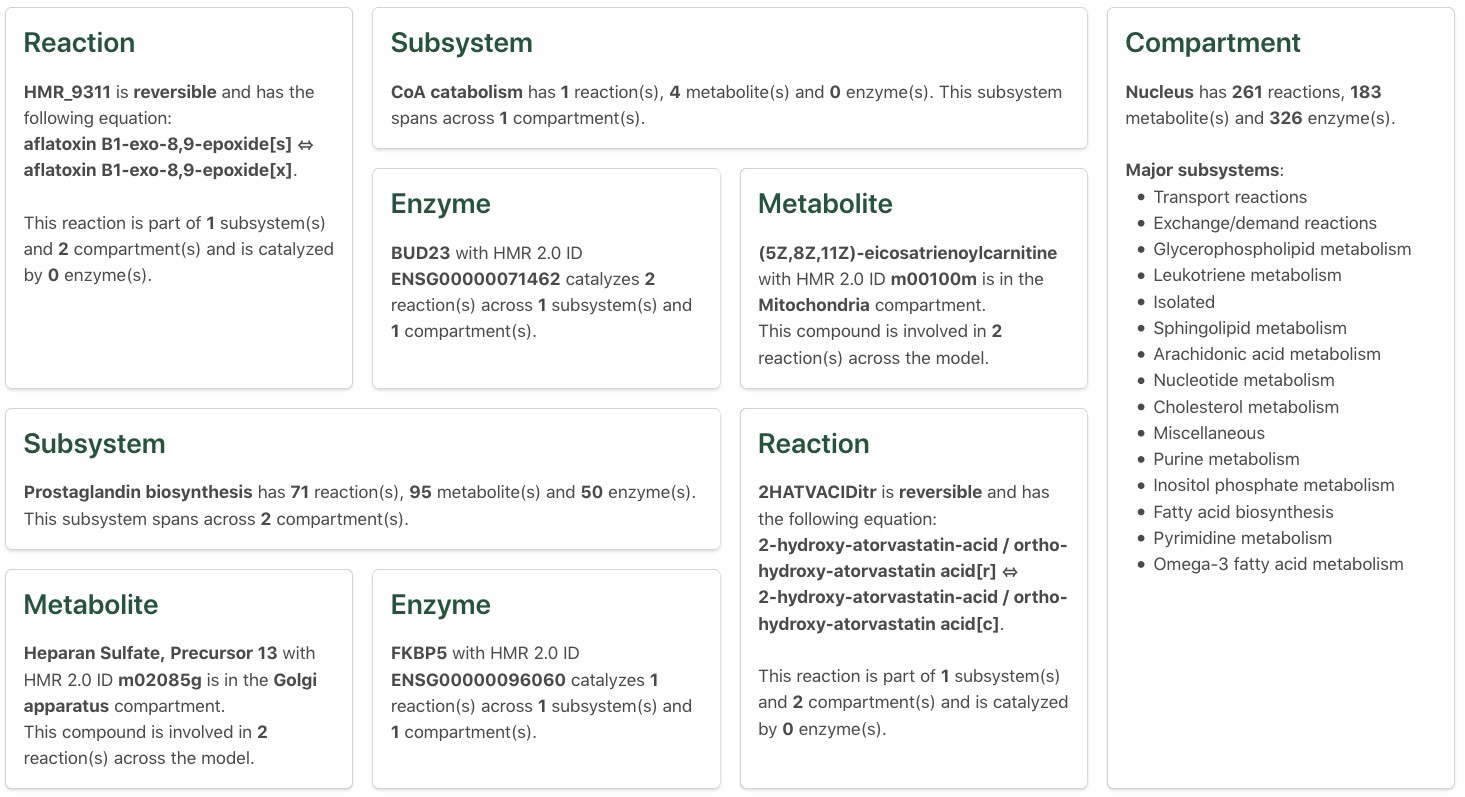 Reaction
HMR_9311 is reversible and has the
following equation:
aflatoxin B1-exo-8,9-epoxide[s] ⇔
aflatoxin B1-exo-8,9-epoxide[x].
This reaction is part of 1 subsystem(s)
and 2 compartment(s) and is catalyzed
by 0 enzyme(s).
Subsystem
CoA catabolism has 1 reaction(s), 4 metabolite(s) and 0 enzyme(s). This subsystem
spans across 1 compartment(s).
Enzyme
BUD23 with HMR 2.0 ID
ENSG00000071462 catalyzes 2
reaction(s) across 1 subsystem(s) and
1 compartment(s).
Metabolite
(5Z,8Z,11Z)-eicosatrienoylcarnitine
with HMR 2.0 ID m00100m is in the
Mitochondria compartment.
This compound is involved in 2
reaction(s) across the model.
Subsystem
Prostaglandin biosynthesis has 71 reaction(s), 95 metabolite(s) and 50 enzyme(s).
This subsystem spans across 2 compartment(s).
Metabolite
Heparan Sulfate, Precursor 13 with
HMR 2.0 ID m02085g is in the Golgi
apparatus compartment.
This compound is involved in 2
reaction(s) across the model.
Enzyme
FKBP5 with HMR 2.0 ID
ENSG00000096060 catalyzes 1
reaction(s) across 1 subsystem(s) and
1 compartment(s).
Reaction
2HATVACIDitr is reversible and has
the following equation:
2-hydroxy-atorvastatin-acid / ortho-
hydroxy-atorvastatin acid[r] ⇔
2-hydroxy-atorvastatin-acid / ortho-
hydroxy-atorvastatin acid[c].
This reaction is part of 1 subsystem(s)
and 2 compartment(s) and is catalyzed
by 0 enzyme(s).
Compartment
Nucleus has 261 reactions, 183
metabolite(s) and 326 enzyme(s).
Major subsystems:
• Transport reactions
• Exchange/demand reactions
• Glycerophospholipid metabolism
• Leukotriene metabolism
• Isolated
• Sphingolipid metabolism
• Arachidonic acid metabolism
• Nucleotide metabolism
• Cholesterol metabolism
• Miscellaneous
• Purine metabolism
• Inositol phosphate metabolism
• Fatty acid biosynthesis
• Pyrimidine metabolism
• Omega-3 fatty acid metabolism